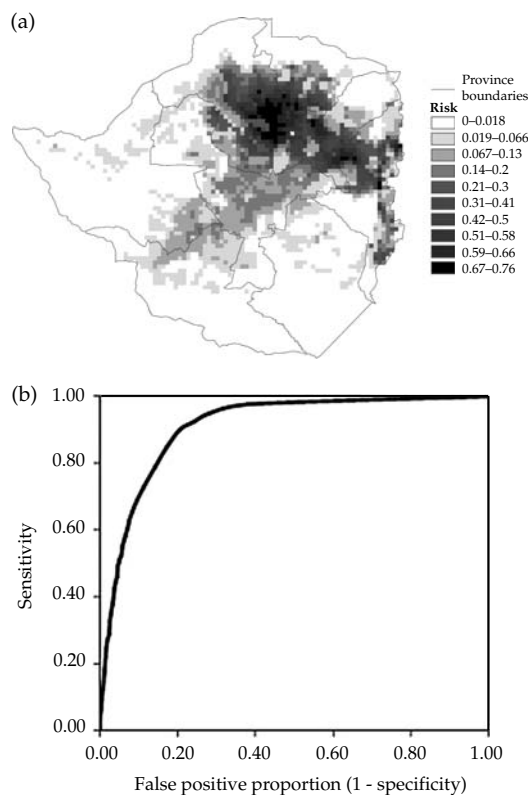 (a)
Province
boundaries
Risk
0–0.018
0.019–0.066
0.067–0.13
0.14–0.2
0.21–0.3
0.31–0.41
0.42–0.5
0.51–0.58
0.59–0.66
0.67–0.76
(b)
1.00
0.80
0.60
0.40
0.20
0.00
Sensitivity
0.00 0.20 0.40 0.60 0.80 1.00
False positive proportion (1 - specificity)